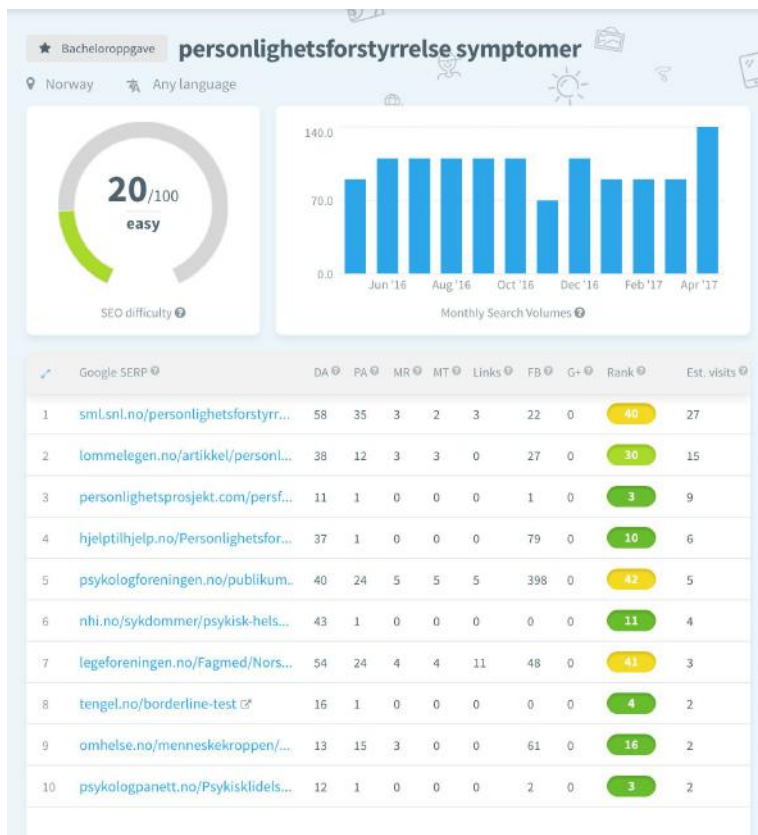 Bacheloroppgave personlighetsforstyrrelse symptomer
Norway Any language
20/100
easy
SEO difficulty
140.0
70.0
0.0
Jun '16 Aug '16 Oct '16 Dec '16 Feb '17 Apr '17
Monthly Search Volumes
Google SERP DA PA MR MT Links FB G+ Rank Est. visits
1 sml.snl.no/personlighetsforstyrr... 58 35 3 2 3 22 0 40 27
2 lommelegen.no/artikkel/personl... 38 12 3 3 0 27 0 30 15
3 personlighetsprosjekt.com/persf... 11 1 0 0 0 1 0 3 9
4 hjelptilhjelp.no/Personlighetsfor... 37 1 0 0 0 79 0 10 6
5 psykologforeningen.no/publikum.. 40 24 5 5 5 398 0 42 5
6 nhi.no/sykdommer/psykisk-hels... 43 1 0 0 0 0 0 11 4
7 legeforeningen.no/Fagmed/Nors... 54 24 4 4 11 48 0 41 3
8 tengel.no/borderline-test 16 1 0 0 0 0 0 4 2
9 omhelse.no/menneskekroppen/... 13 15 3 0 0 61 0 16 2
10 psykologpanett.no/Psykisklidels... 12 1 0 0 0 2 0 3 2